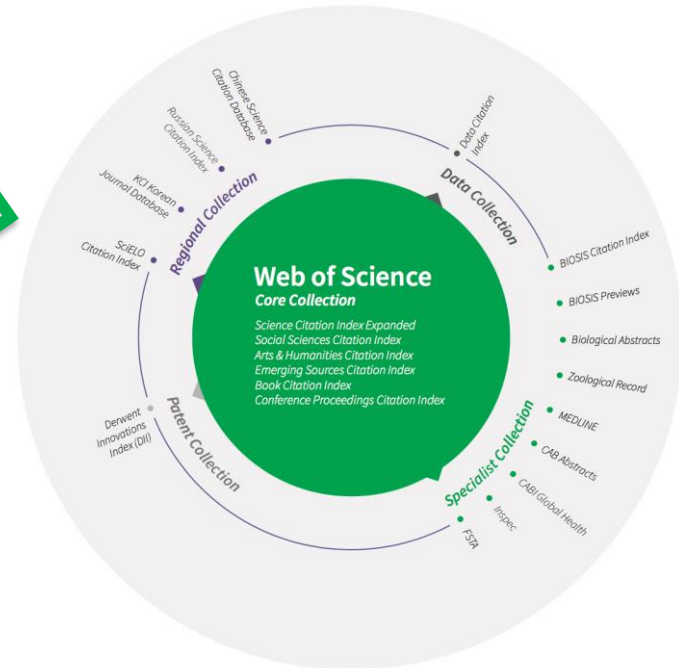 Web of Science
Core Collection
Science Citation Index Expanded
Social Sciences Citation Index
Arts & Humanities Citation Index
Emerging Sources Citation Index
Book Citation Index
Conference Proceedings Citation Index
Regional Collection
Chinese Science
Citation Database
Russian Science
Citation Index
KCI Korean
Journal Database
SciELO
Citation Index
Data Collection
Data Citation
Index
Specialist Collection
BIOSIS Citation Index
BIOSIS Previews
Biological Abstracts
Zoological Record
MEDLINE
CAB Abstracts
CABI Global Health
Inspec
FSTA
Patent Collection
Derwent
Innovations
Index (DII)